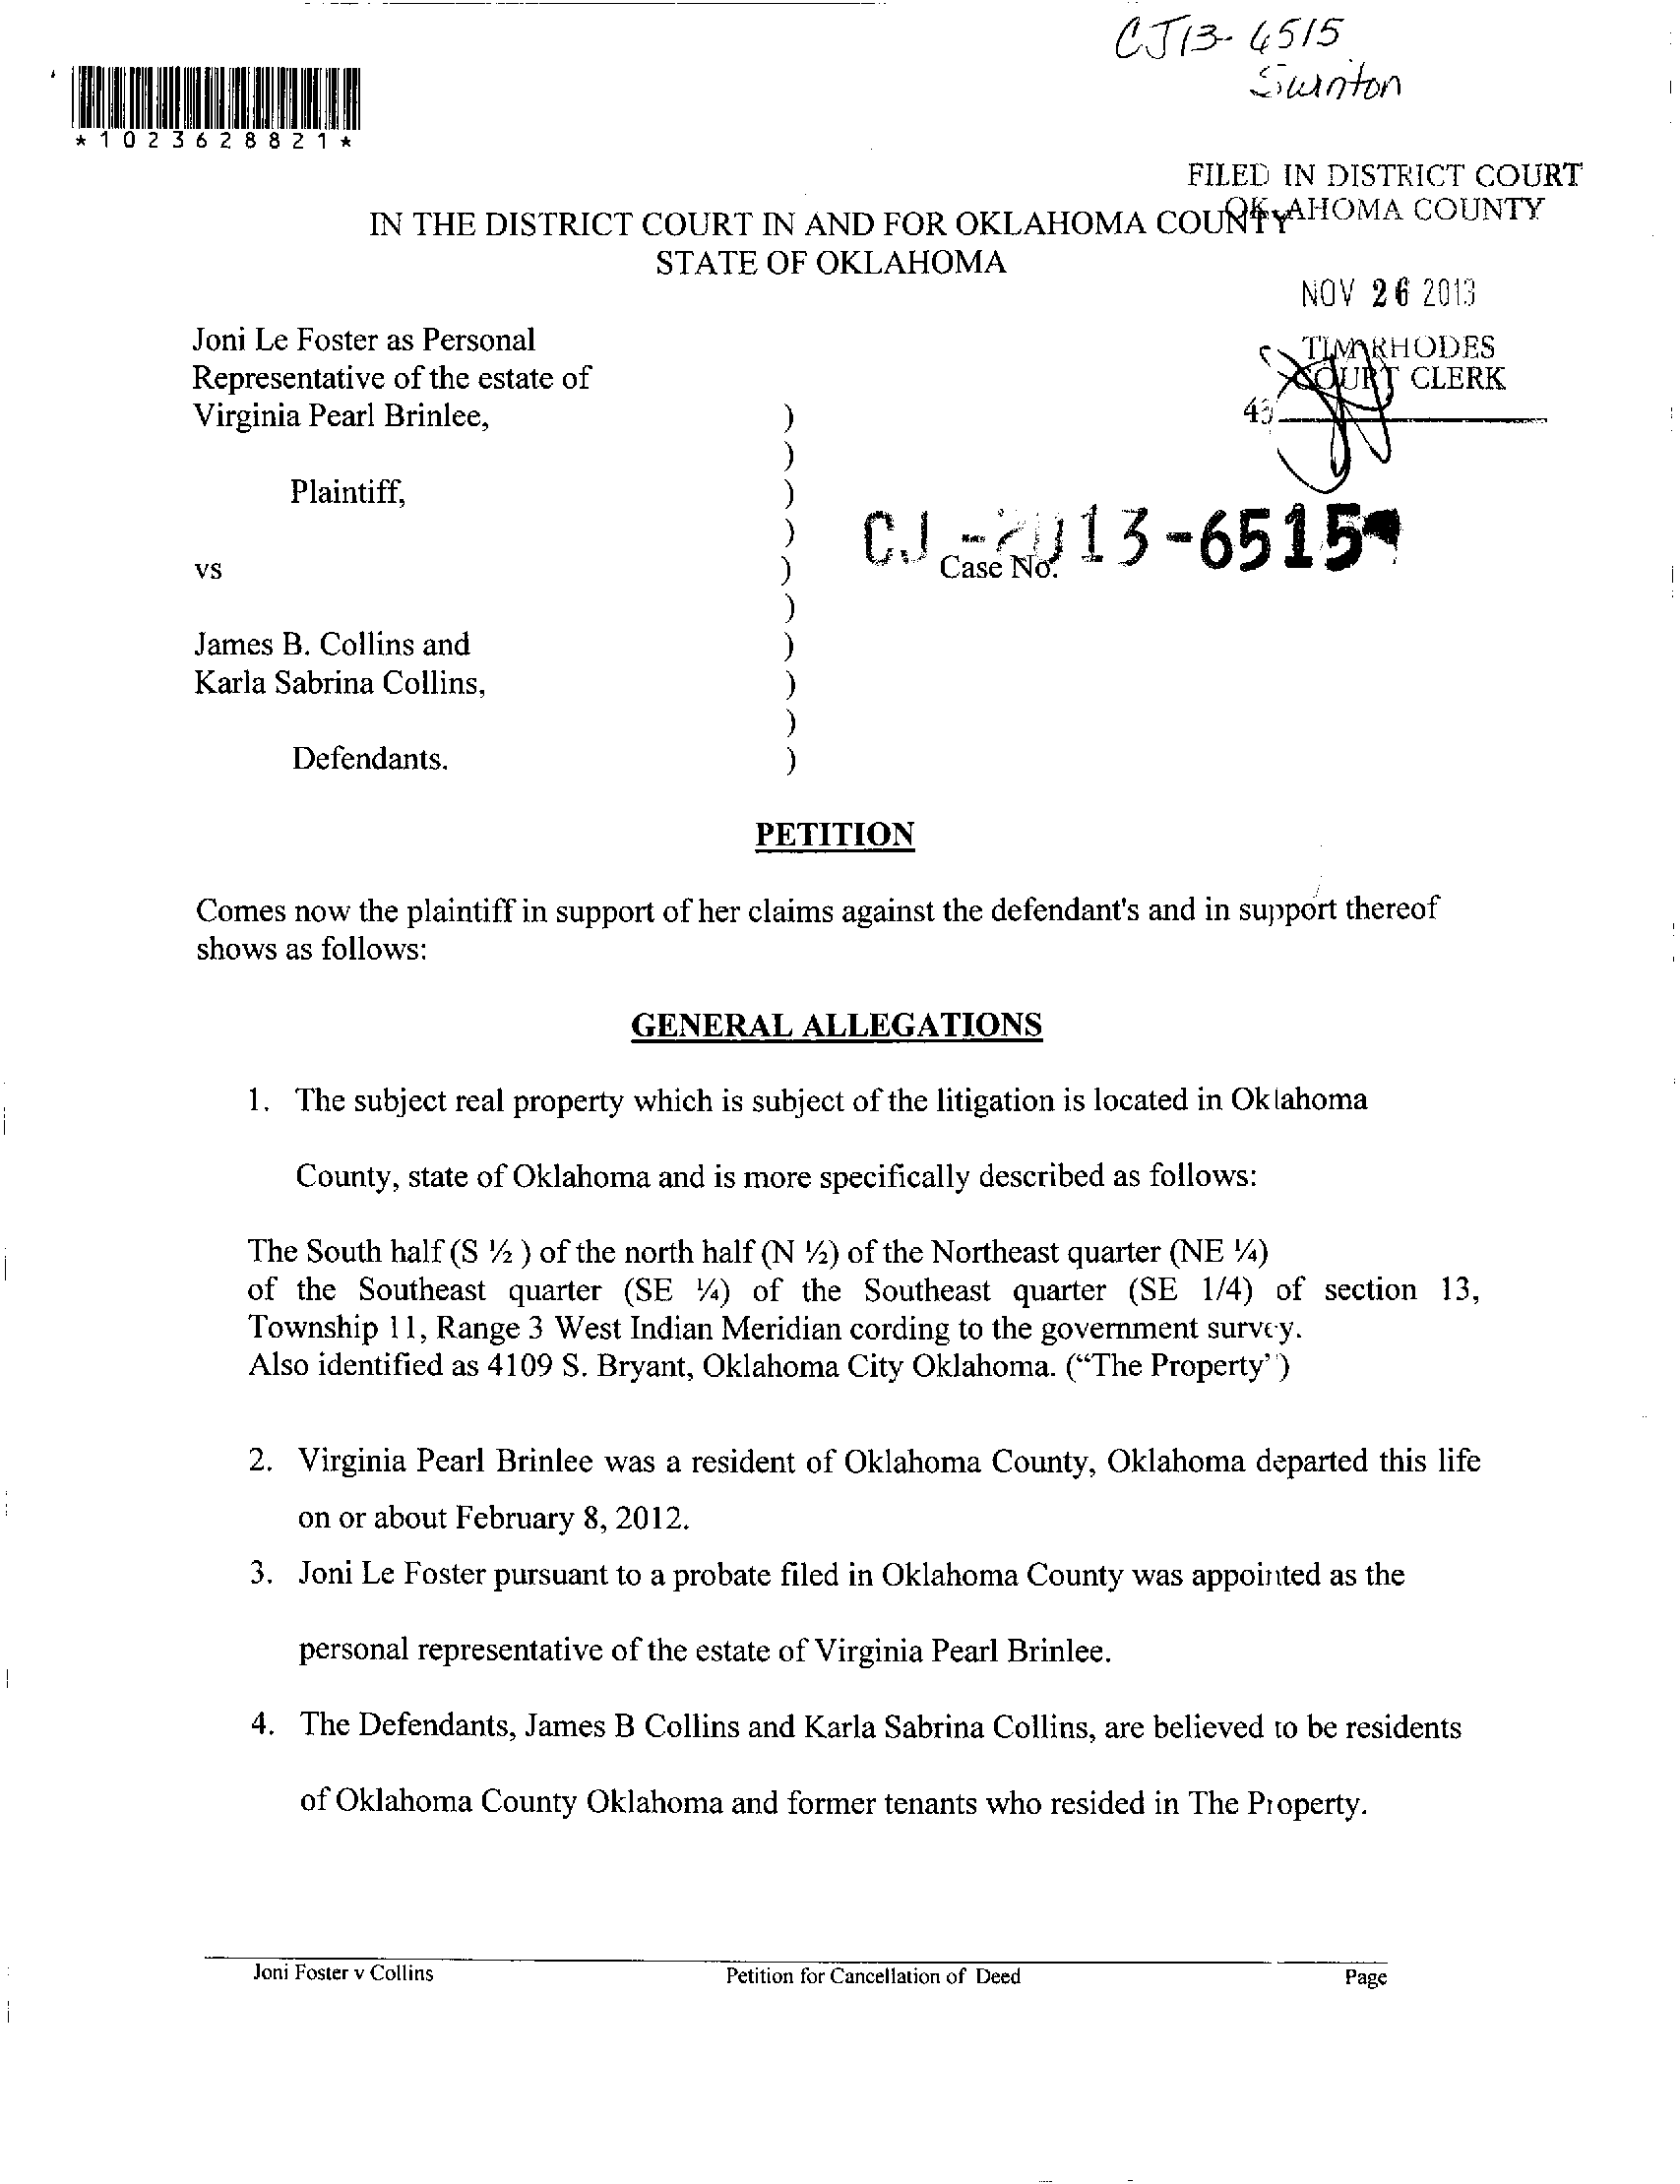 CJ13-6515
Swinton
*1023628821*
FILED IN DISTRICT COURT
OKLAHOMA COUNTY
IN THE DISTRICT COURT IN AND FOR OKLAHOMA COUNTY
STATE OF OKLAHOMA
NOV 26 2013
TIM RHODES
COURT CLERK
Joni Le Foster as Personal
Representative of the estate of
Virginia Pearl Brinlee, )
)
Plaintiff, )
)
CJ-2013-6515
vs ) Case No.
)
James B. Collins and )
Karla Sabrina Collins, )
)
Defendants. )
PETITION
Comes now the plaintiff in support of her claims against the defendant's and in support thereof
shows as follows:
GENERAL ALLEGATIONS
1. The subject real property which is subject of the litigation is located in Oklahoma
County, state of Oklahoma and is more specifically described as follows:
The South half (S ½ ) of the north half (N ½) of the Northeast quarter (NE ¼)
of the Southeast quarter (SE ¼) of the Southeast quarter (SE 1/4) of section 13,
Township 11, Range 3 West Indian Meridian cording to the government survey.
Also identified as 4109 S. Bryant, Oklahoma City Oklahoma. (“The Property”)
2. Virginia Pearl Brinlee was a resident of Oklahoma County, Oklahoma departed this life
on or about February 8, 2012.
3. Joni Le Foster pursuant to a probate filed in Oklahoma County was appointed as the
personal representative of the estate of Virginia Pearl Brinlee.
4. The Defendants, James B Collins and Karla Sabrina Collins, are believed to be residents
of Oklahoma County Oklahoma and former tenants who resided in The Property.
Joni Foster v Collins Petition for Cancellation of Deed Page